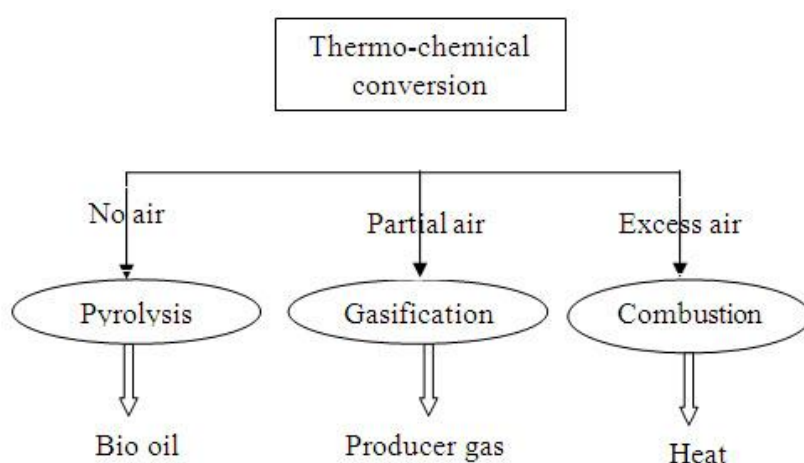 Thermo-chemical
conversion
No air
Partial air
Excess air
Pyrolysis
Gasification
Combustion
Bio oil
Producer gas
Heat